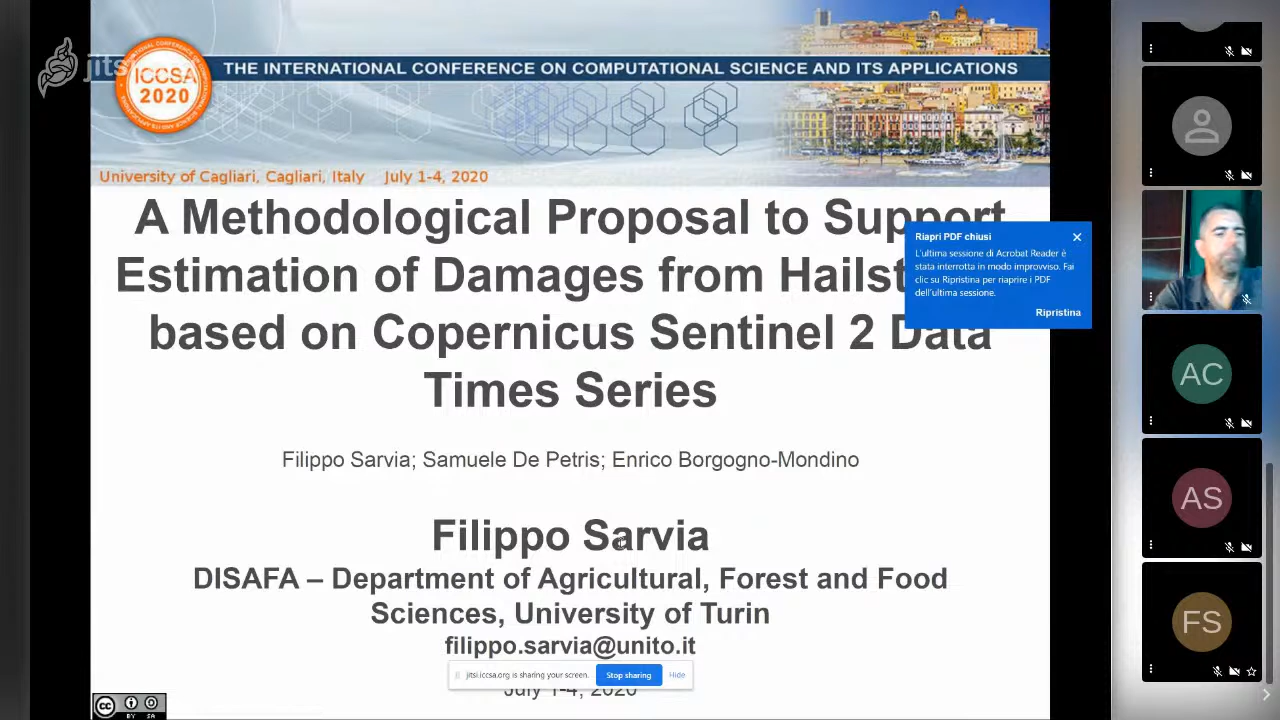 jitsi
ICCSA
2020
THE INTERNATIONAL CONFERENCE ON COMPUTATIONAL SCIENCE AND ITS APPLICATIONS
University of Cagliari, Cagliari, Italy July 1-4, 2020
A Methodological Proposal to Support
Estimation of Damages from Hailst
based on Copernicus Sentinel 2 Data
Times Series
Riapri PDF chiusi
L'ultima sessione di Acrobat Reader è
stata interrotta in modo improvviso. Fai
clic su Ripristina per riaprire i PDF
dell'ultima sessione.
Ripristina
Filippo Sarvia; Samuele De Petris; Enrico Borgogno-Mondino
Filippo Sarvia
DISAFA – Department of Agricultural, Forest and Food
Sciences, University of Turin
filippo.sarvia@unito.it
jitsi.iccsa.org is sharing your screen.
Stop sharing
Hide
July 1-4, 2020
CC
BY SA
AC
AS
FS